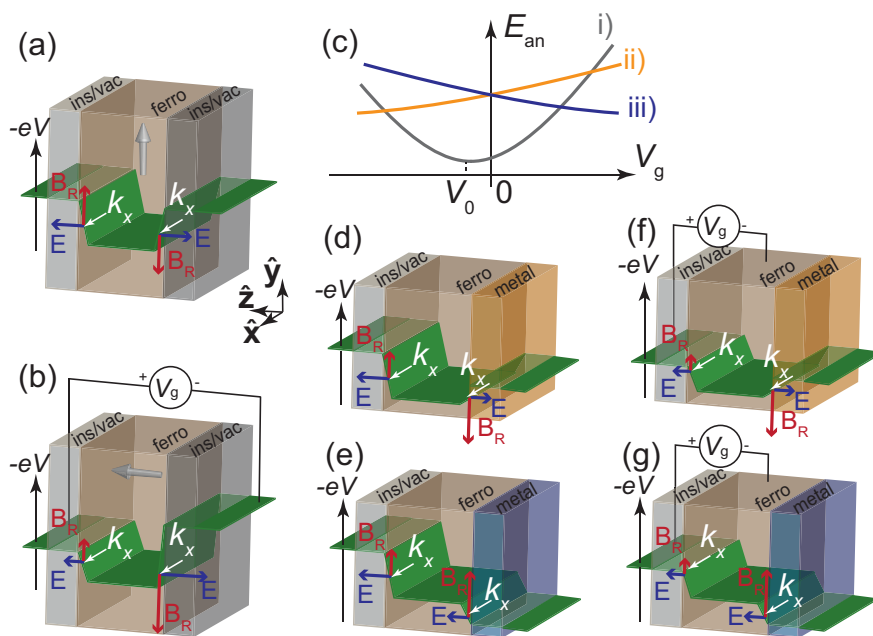 (a)
ins/vac
ferro
ins/vac
-eV
B_R
k_x
k_x
E
E
B_R
ŷ
ẑ
x̂
(b)
+ V_g -
ins/vac
ferro
ins/vac
-eV
B_R
k_x
k_x
E
E
B_R
(c)
E_an
i)
ii)
iii)
V_g
V_0
0
(d)
ins/vac
ferro
metal
-eV
B_R
k_x
k_x
E
E
B_R
(e)
ins/vac
ferro
metal
-eV
B_R
k_x
B_R
k_x
E
E
(f)
+ V_g -
ins/vac
ferro
metal
-eV
B_R
k_x
k_x
E
E
B_R
(g)
+ V_g -
ins/vac
ferro
metal
-eV
B_R
k_x
B_R
k_x
E
E